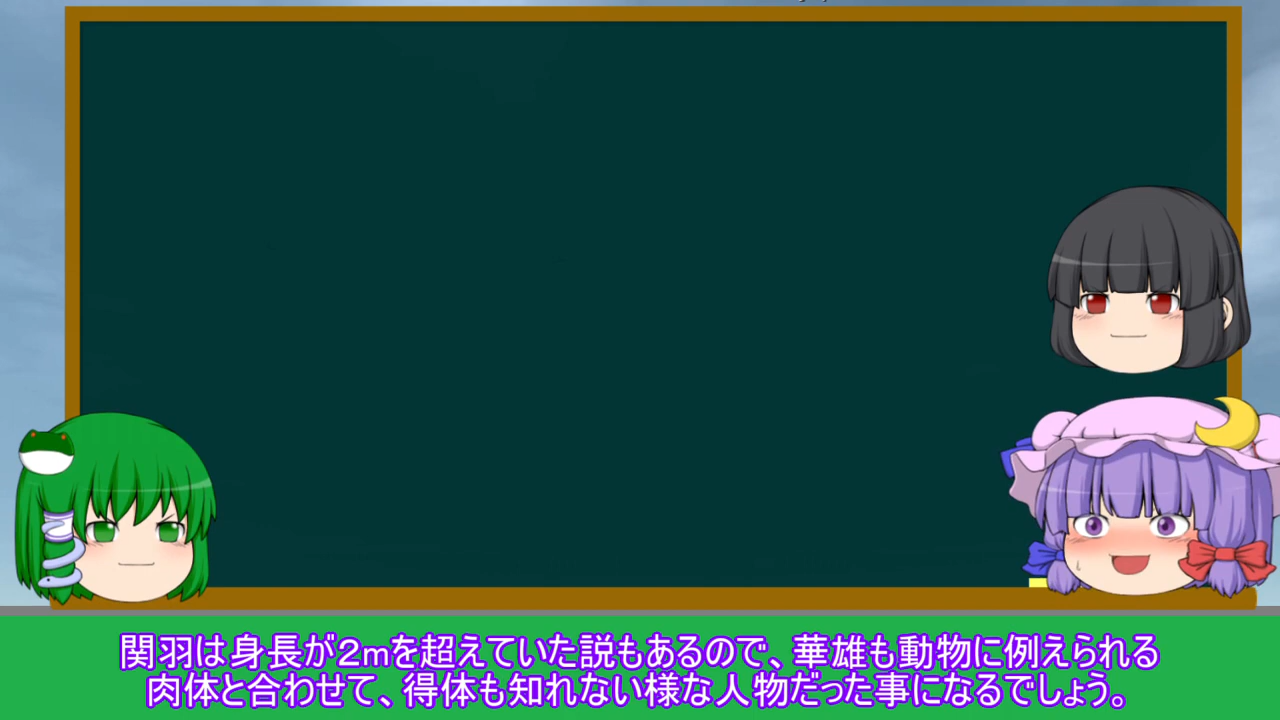 関羽は身長が2mを超えていた説もあるので、華雄も動物に例えられる
肉体と合わせて、得体も知れない様な人物だった事になるでしょう。